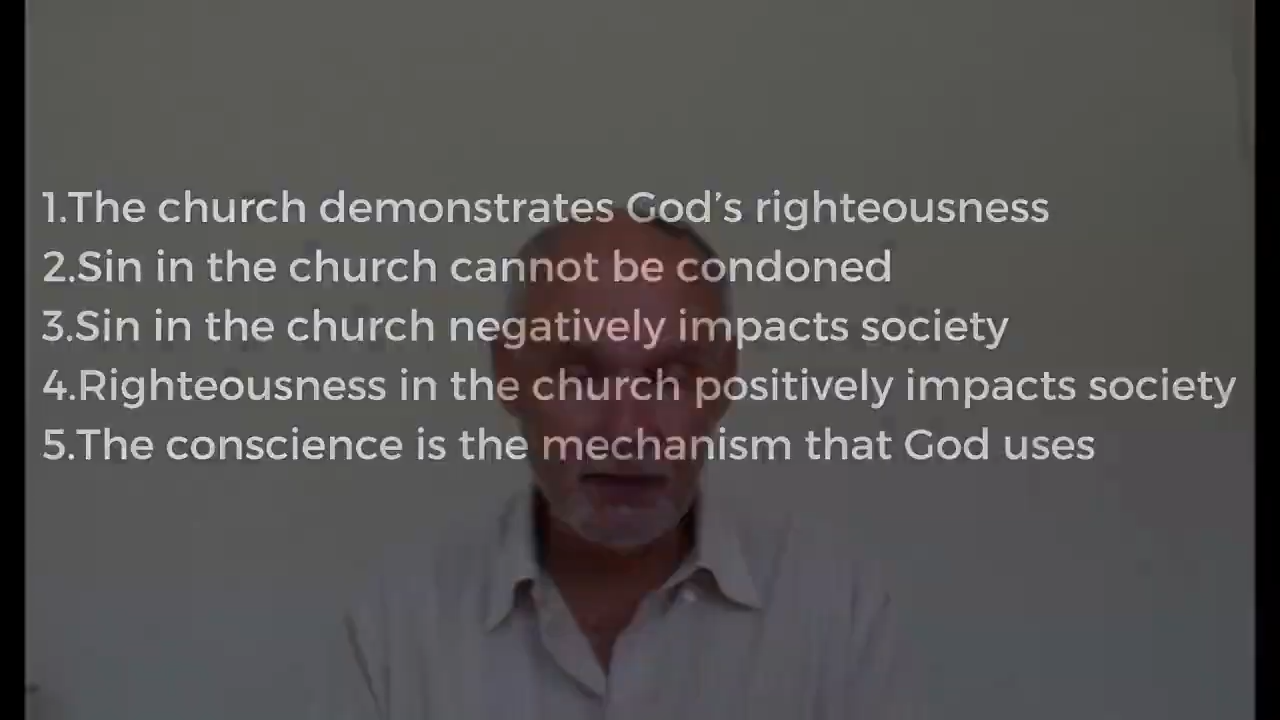 1.The church demonstrates God’s righteousness
2.Sin in the church cannot be condoned
3.Sin in the church negatively impacts society
4.Righteousness in the church positively impacts society
5.The conscience is the mechanism that God uses